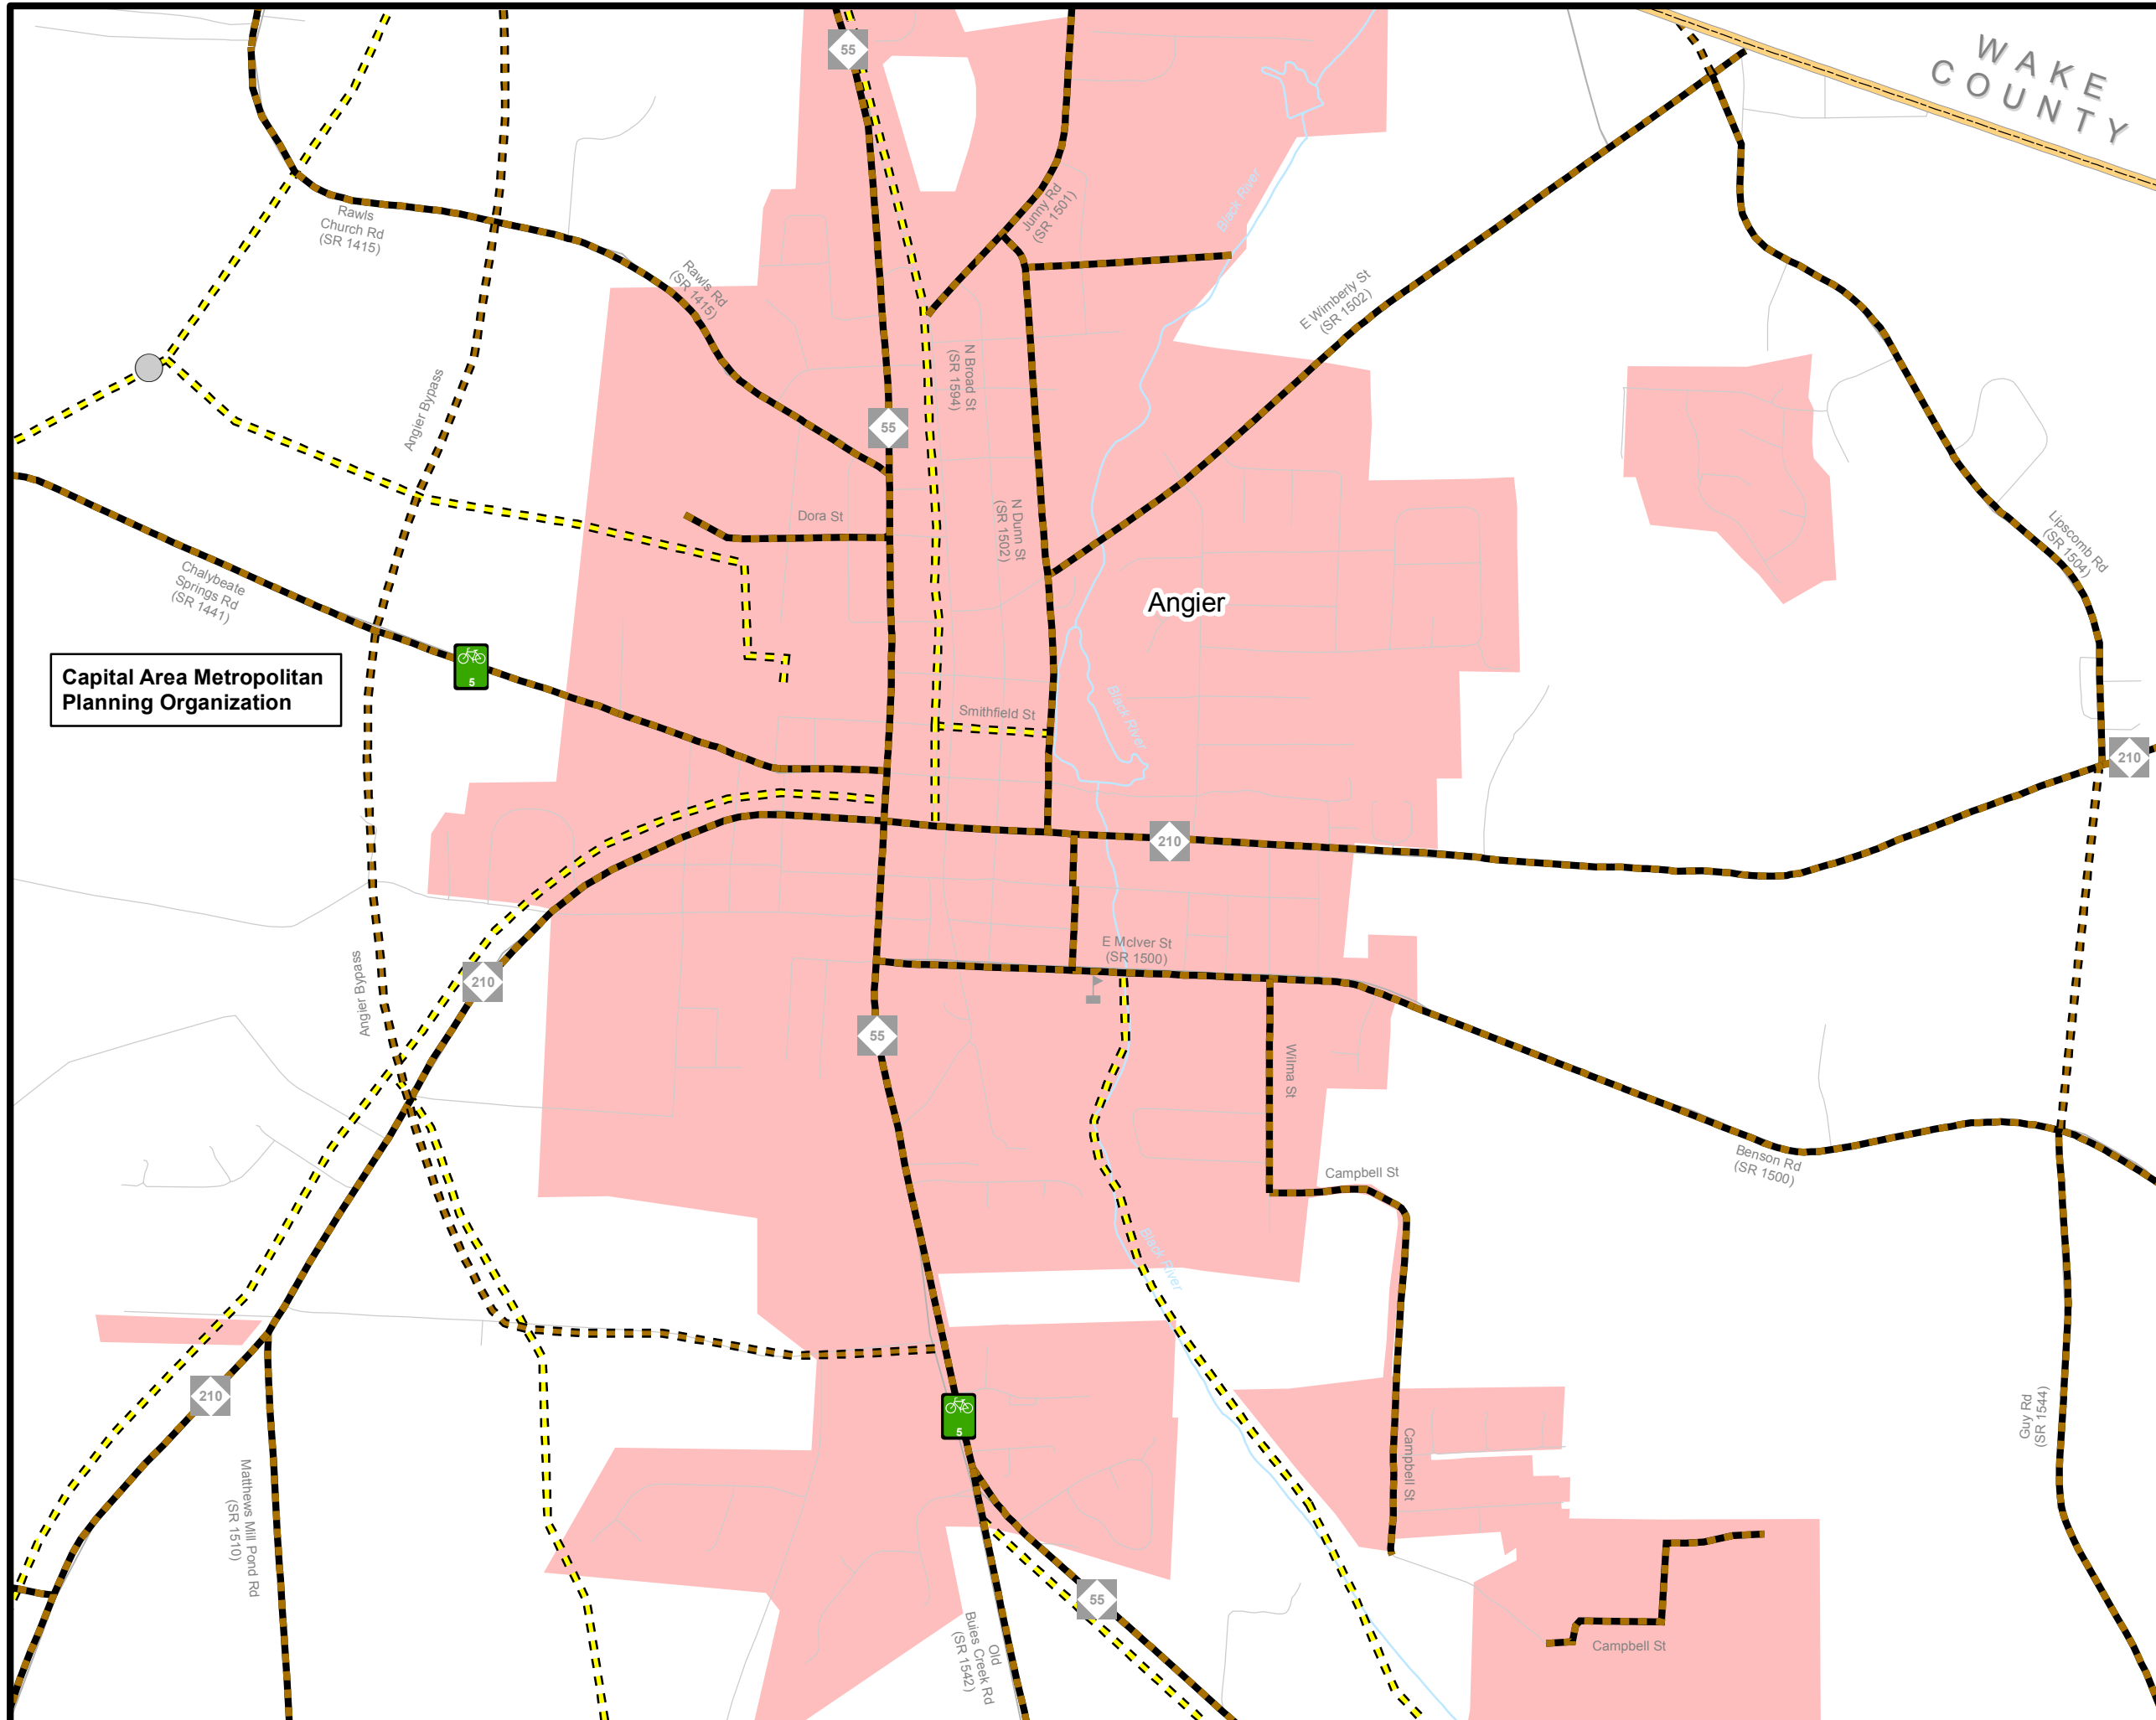 55
WAKE
COUNTY
Rawls
Church Rd
(SR 1415)
Junny Rd
(SR 1501)
Black River
Rawls Rd
(SR 1415)
E Wimberly St
(SR 1502)
N Broad St
(SR 1594)
Angier Bypass
55
Dora St
N Dunn St
(SR 1502)
Lipscomb Rd
(SR 1504)
Chalybeate
Springs Rd
(SR 1441)
Angier
5
Capital Area Metropolitan
Planning Organization
Smithfield St
Black River
210
210
E McIver St
(SR 1500)
Angier Bypass
210
55
Wilma St
Campbell St
Benson Rd
(SR 1500)
Black River
210
5
Guy Rd
(SR 1544)
Campbell St
Matthews Mill Pond Rd
(SR 1510)
55
Old
Buies Creek Rd
(SR 1542)
Campbell St